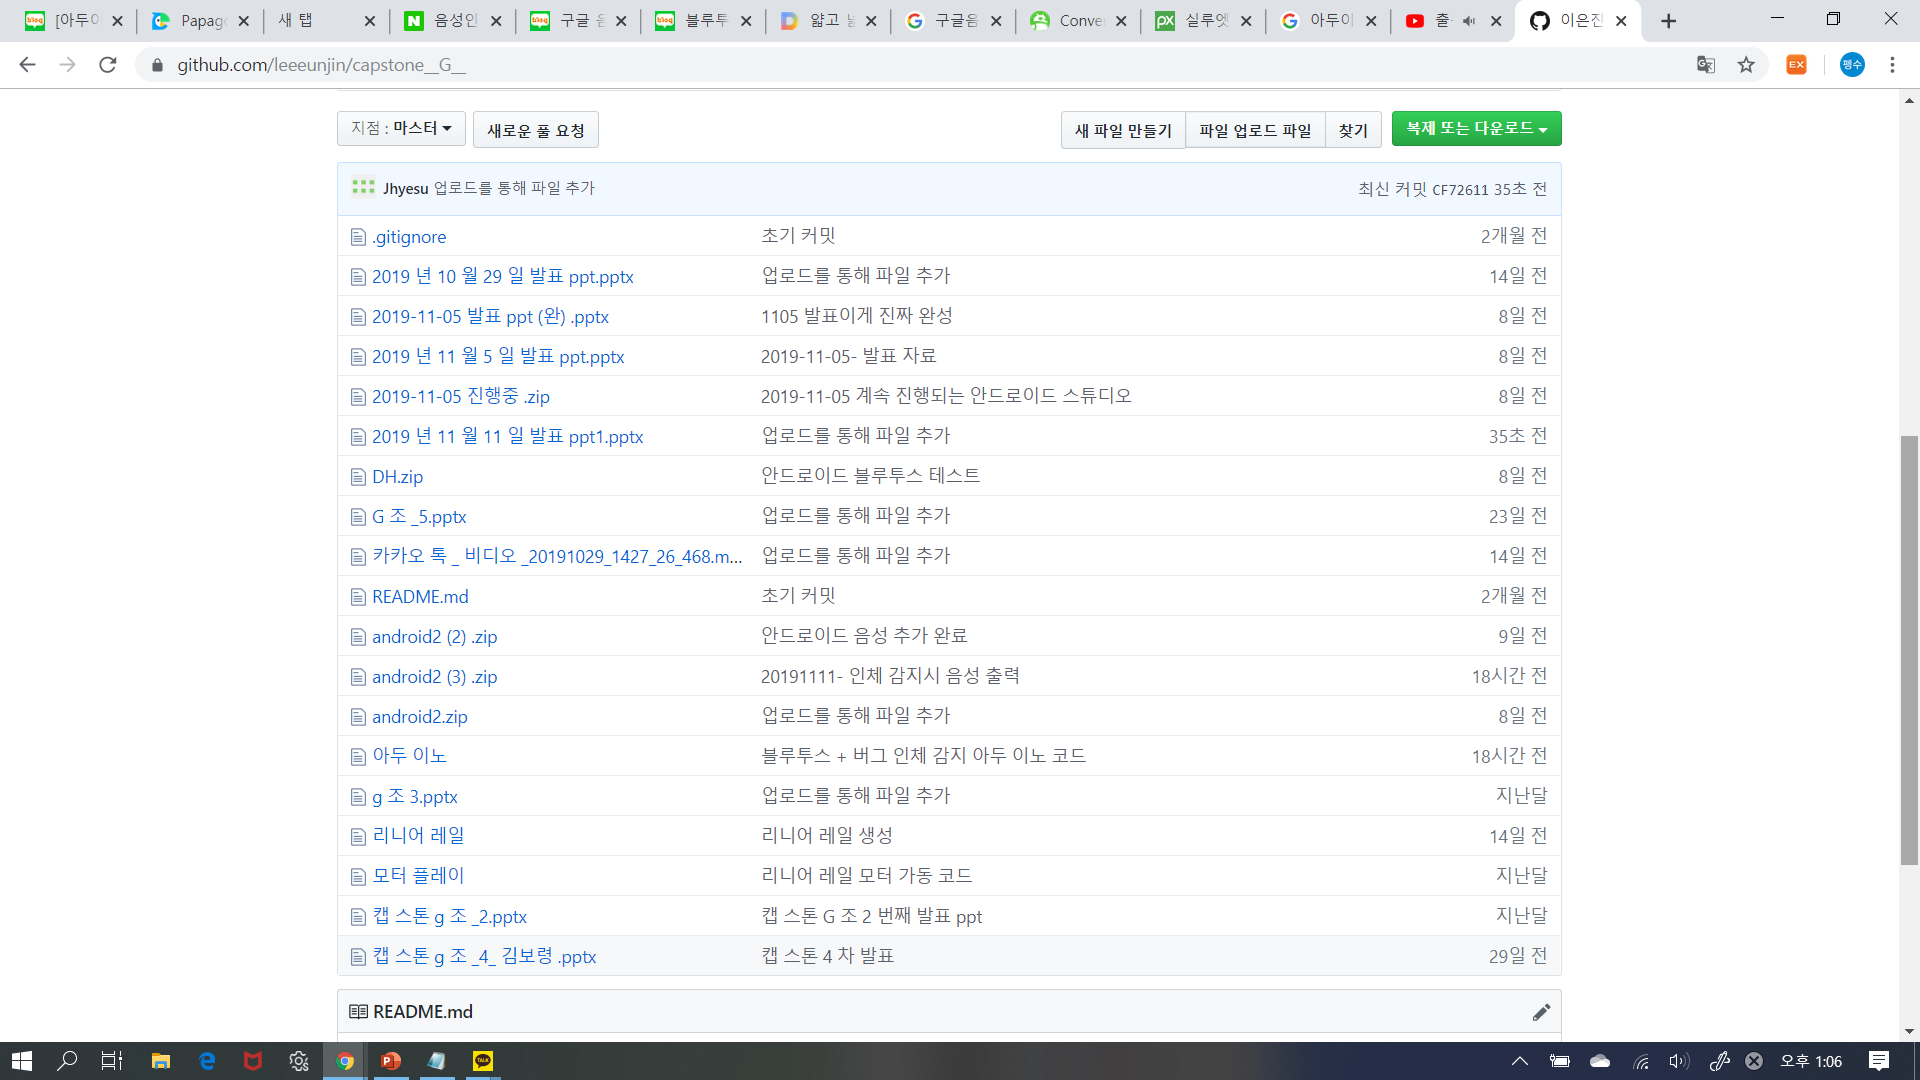 [아두이
Papag
새 탭
음성인
구글 음
블루투
얇고 넓
구글음
Conver
실루엣
아두이
출
이은진
github.com/leeeunjin/capstone__G__
EX
펭수
지점 : 마스터
새로운 풀 요청
새 파일 만들기
파일 업로드 파일
찾기
복제 또는 다운로드
Jhyesu 업로드를 통해 파일 추가
최신 커밋 CF72611 35초 전
.gitignore 초기 커밋 2개월 전
2019 년 10 월 29 일 발표 ppt.pptx 업로드를 통해 파일 추가 14일 전
2019-11-05 발표 ppt (완) .pptx 1105 발표이게 진짜 완성 8일 전
2019 년 11 월 5 일 발표 ppt.pptx 2019-11-05- 발표 자료 8일 전
2019-11-05 진행중 .zip 2019-11-05 계속 진행되는 안드로이드 스튜디오 8일 전
2019 년 11 월 11 일 발표 ppt1.pptx 업로드를 통해 파일 추가 35초 전
DH.zip 안드로이드 블루투스 테스트 8일 전
G 조 _5.pptx 업로드를 통해 파일 추가 23일 전
카카오 톡 _ 비디오 _20191029_1427_26_468.m... 업로드를 통해 파일 추가 14일 전
README.md 초기 커밋 2개월 전
android2 (2) .zip 안드로이드 음성 추가 완료 9일 전
android2 (3) .zip 20191111- 인체 감지시 음성 출력 18시간 전
android2.zip 업로드를 통해 파일 추가 8일 전
아두 이노 블루투스 + 버그 인체 감지 아두 이노 코드 18시간 전
g 조 3.pptx 업로드를 통해 파일 추가 지난달
리니어 레일 리니어 레일 생성 14일 전
모터 플레이 리니어 레일 모터 가동 코드 지난달
캡 스톤 g 조 _2.pptx 캡 스톤 G 조 2 번째 발표 ppt 지난달
캡 스톤 g 조 _4_ 김보령 .pptx 캡 스톤 4 차 발표 29일 전
README.md
오후 1:06